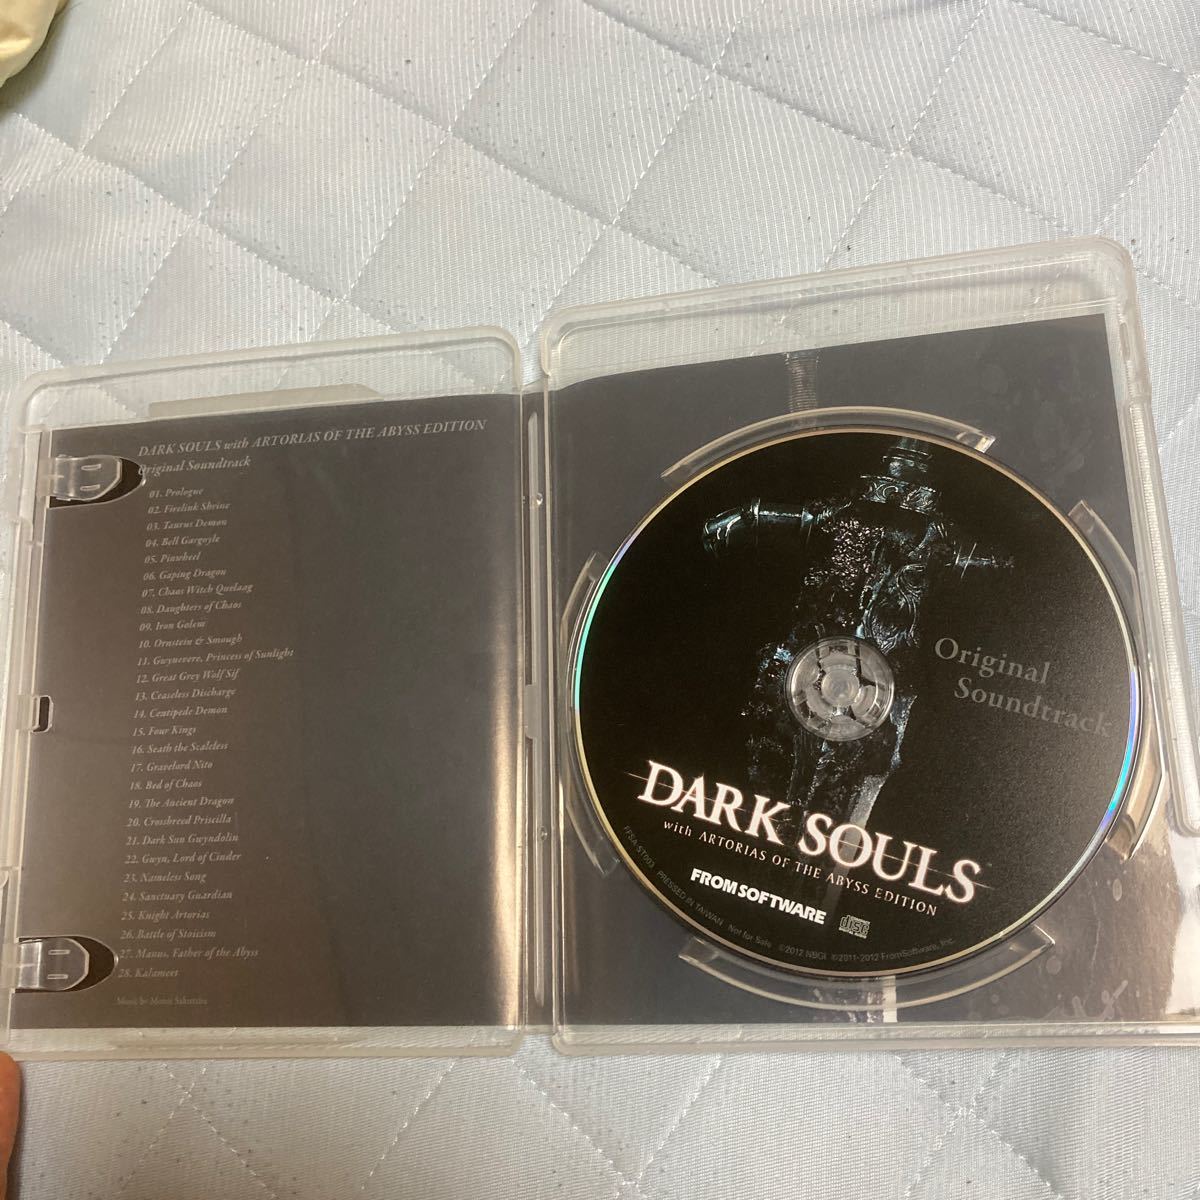 DARK SOULS with ARTORIAS OF THE ABYSS EDITION
Original Soundtrack
01. Prologue
02. Firelink Shrine
03. Taurus Demon
04. Bell Gargoyle
05. Pinwheel
06. Gaping Dragon
07. Chaos Witch Quelaag
08. Daughters of Chaos
09. Iron Golem
10. Ornstein & Smough
11. Gwynevere, Princess of Sunlight
12. Great Grey Wolf Sif
13. Ceaseless Discharge
14. Centipede Demon
15. Four Kings
16. Seath the Scaleless
17. Gravelord Nito
18. Bed of Chaos
19. The Ancient Dragon
20. Crossbreed Priscilla
21. Dark Sun Gwyndolin
22. Gwyn, Lord of Cinder
23. Nameless Song
24. Sanctuary Guardian
25. Knight Artorias
26. Battle of Stoicism
27. Manus, Father of the Abyss
28. Kalameet
Music by Motoi Sakuraba
Original
Soundtrack
DARK SOULS
with ARTORIAS OF THE ABYSS EDITION
FROMSOFTWARE
disc
FFSA-ST003 PRESSED IN TAIWAN Not for Sale ©2012 NBGI ©2011-2012 FromSoftware, Inc.